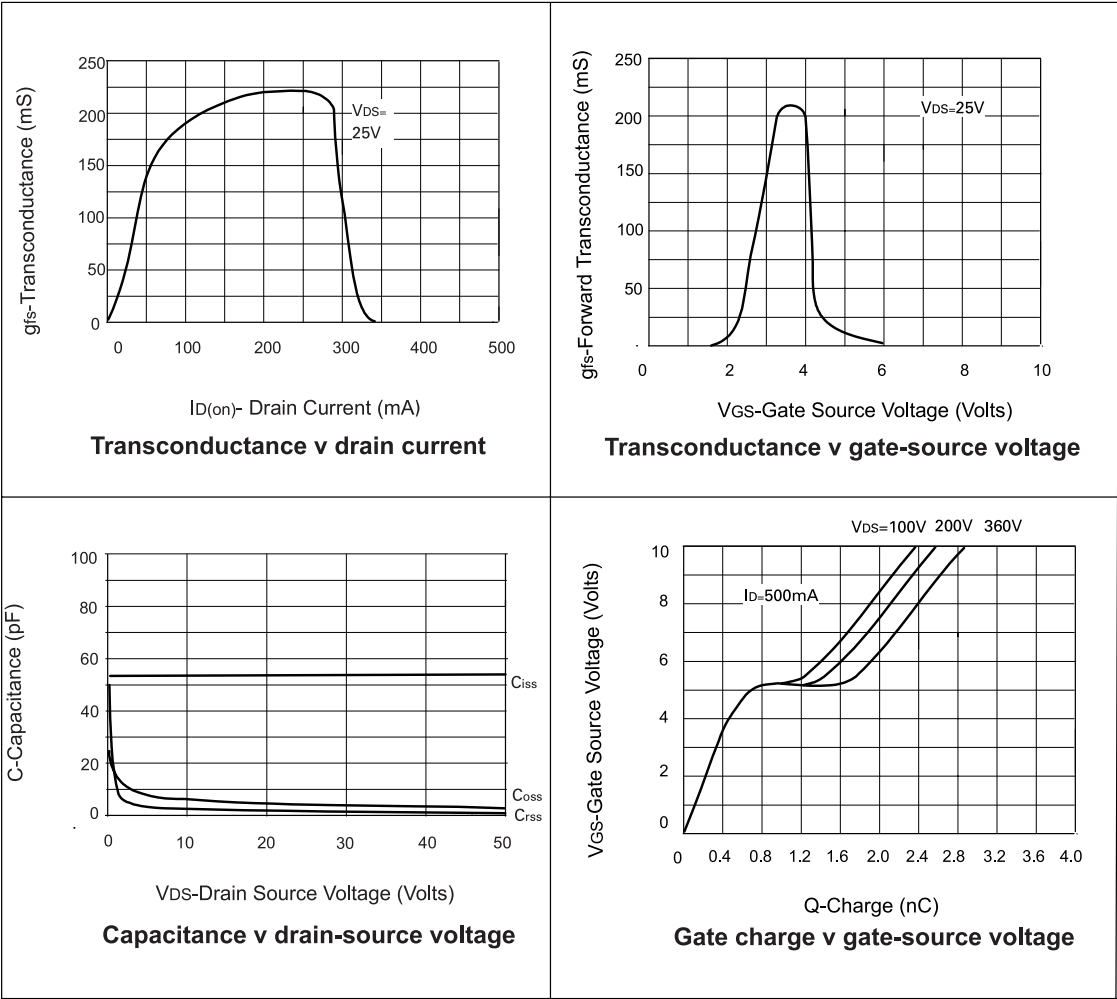 gfs-Transconductance (mS)
250
200
150
100
50
0
VDS=
25V
0 100 200 300 400 500
ID(on)- Drain Current (mA)
Transconductance v drain current
gfs-Forward Transconductance (mS)
250
200
150
100
50
0 2 4 6 8 10
VDS=25V
VGS-Gate Source Voltage (Volts)
Transconductance v gate-source voltage
C-Capacitance (pF)
100
80
60
40
20
0
Ciss
Coss
Crss
0 10 20 30 40 50
VDS-Drain Source Voltage (Volts)
Capacitance v drain-source voltage
VDS=100V 200V 360V
VGS-Gate Source Voltage (Volts)
10
8
6
4
2
0
ID=500mA
0 0.4 0.8 1.2 1.6 2.0 2.4 2.8 3.2 3.6 4.0
Q-Charge (nC)
Gate charge v gate-source voltage